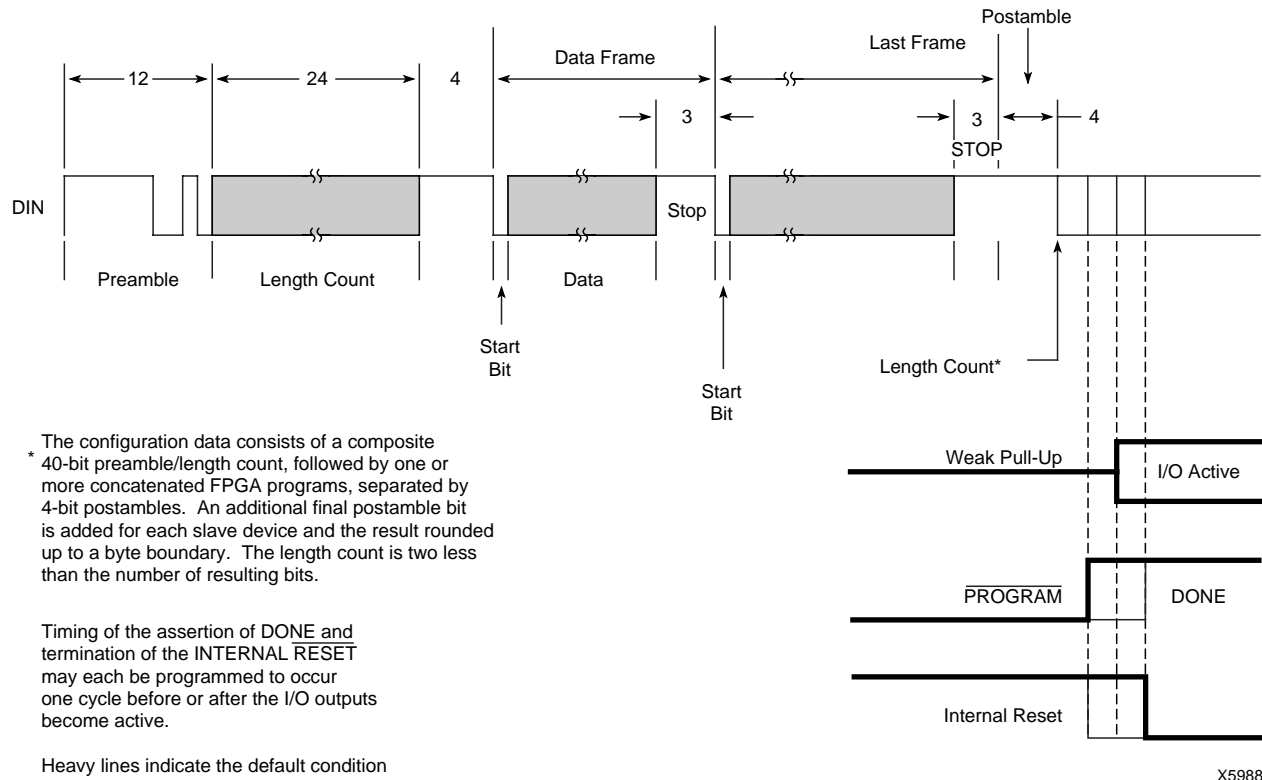 Postamble
Last Frame
Data Frame
12
24
4
3
3
4
STOP
DIN
Stop
Preamble
Length Count
Data
Start
Bit
Start
Bit
Length Count*
* The configuration data consists of a composite
40-bit preamble/length count, followed by one or
more concatenated FPGA programs, separated by
4-bit postambles. An additional final postamble bit
is added for each slave device and the result rounded
up to a byte boundary. The length count is two less
than the number of resulting bits.
Weak Pull-Up
I/O Active
PROGRAM
DONE
Timing of the assertion of DONE and
termination of the INTERNAL RESET
may each be programmed to occur
one cycle before or after the I/O outputs
become active.
Internal Reset
Heavy lines indicate the default condition
X5988